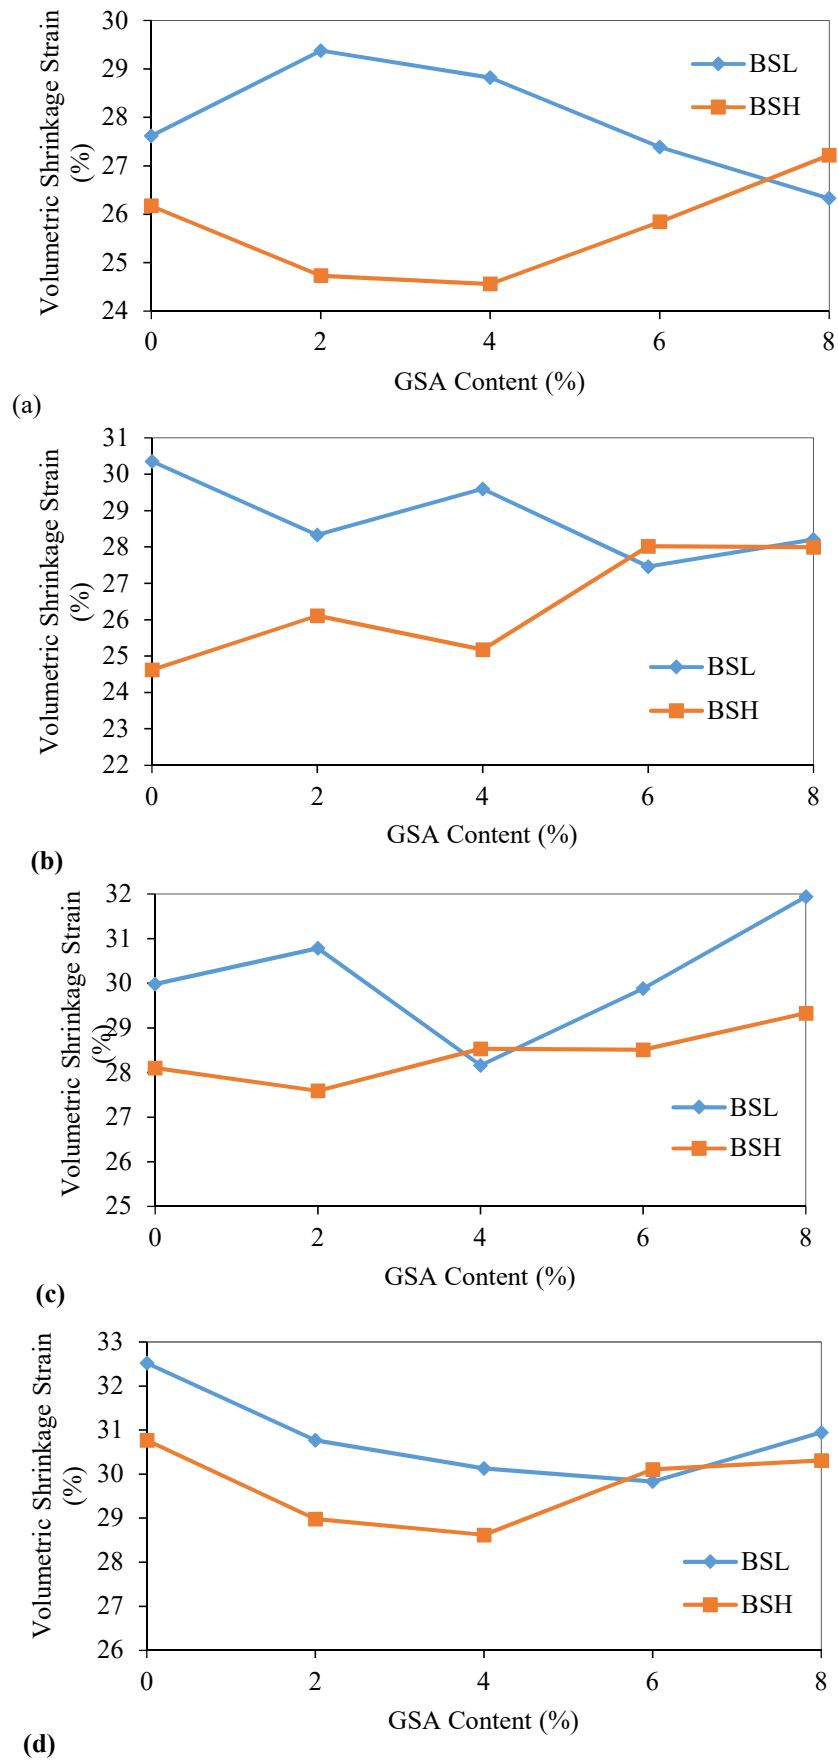 Volumetric Shrinkage Strain
(%)
30
29
28
27
26
25
24
BSL
BSH
0 2 4 6 8
GSA Content (%)
(a)
Volumetric Shrinkage Strain
(%)
31
30
29
28
27
26
25
24
23
22
BSL
BSH
0 2 4 6 8
GSA Content (%)
(b)
Volumetric Shrinkage Strain
(%)
32
31
30
29
28
27
26
25
BSL
BSH
0 2 4 6 8
GSA Content (%)
(c)
Volumetric Shrinkage Strain
(%)
33
32
31
30
29
28
27
26
BSL
BSH
0 2 4 6 8
GSA Content (%)
(d)